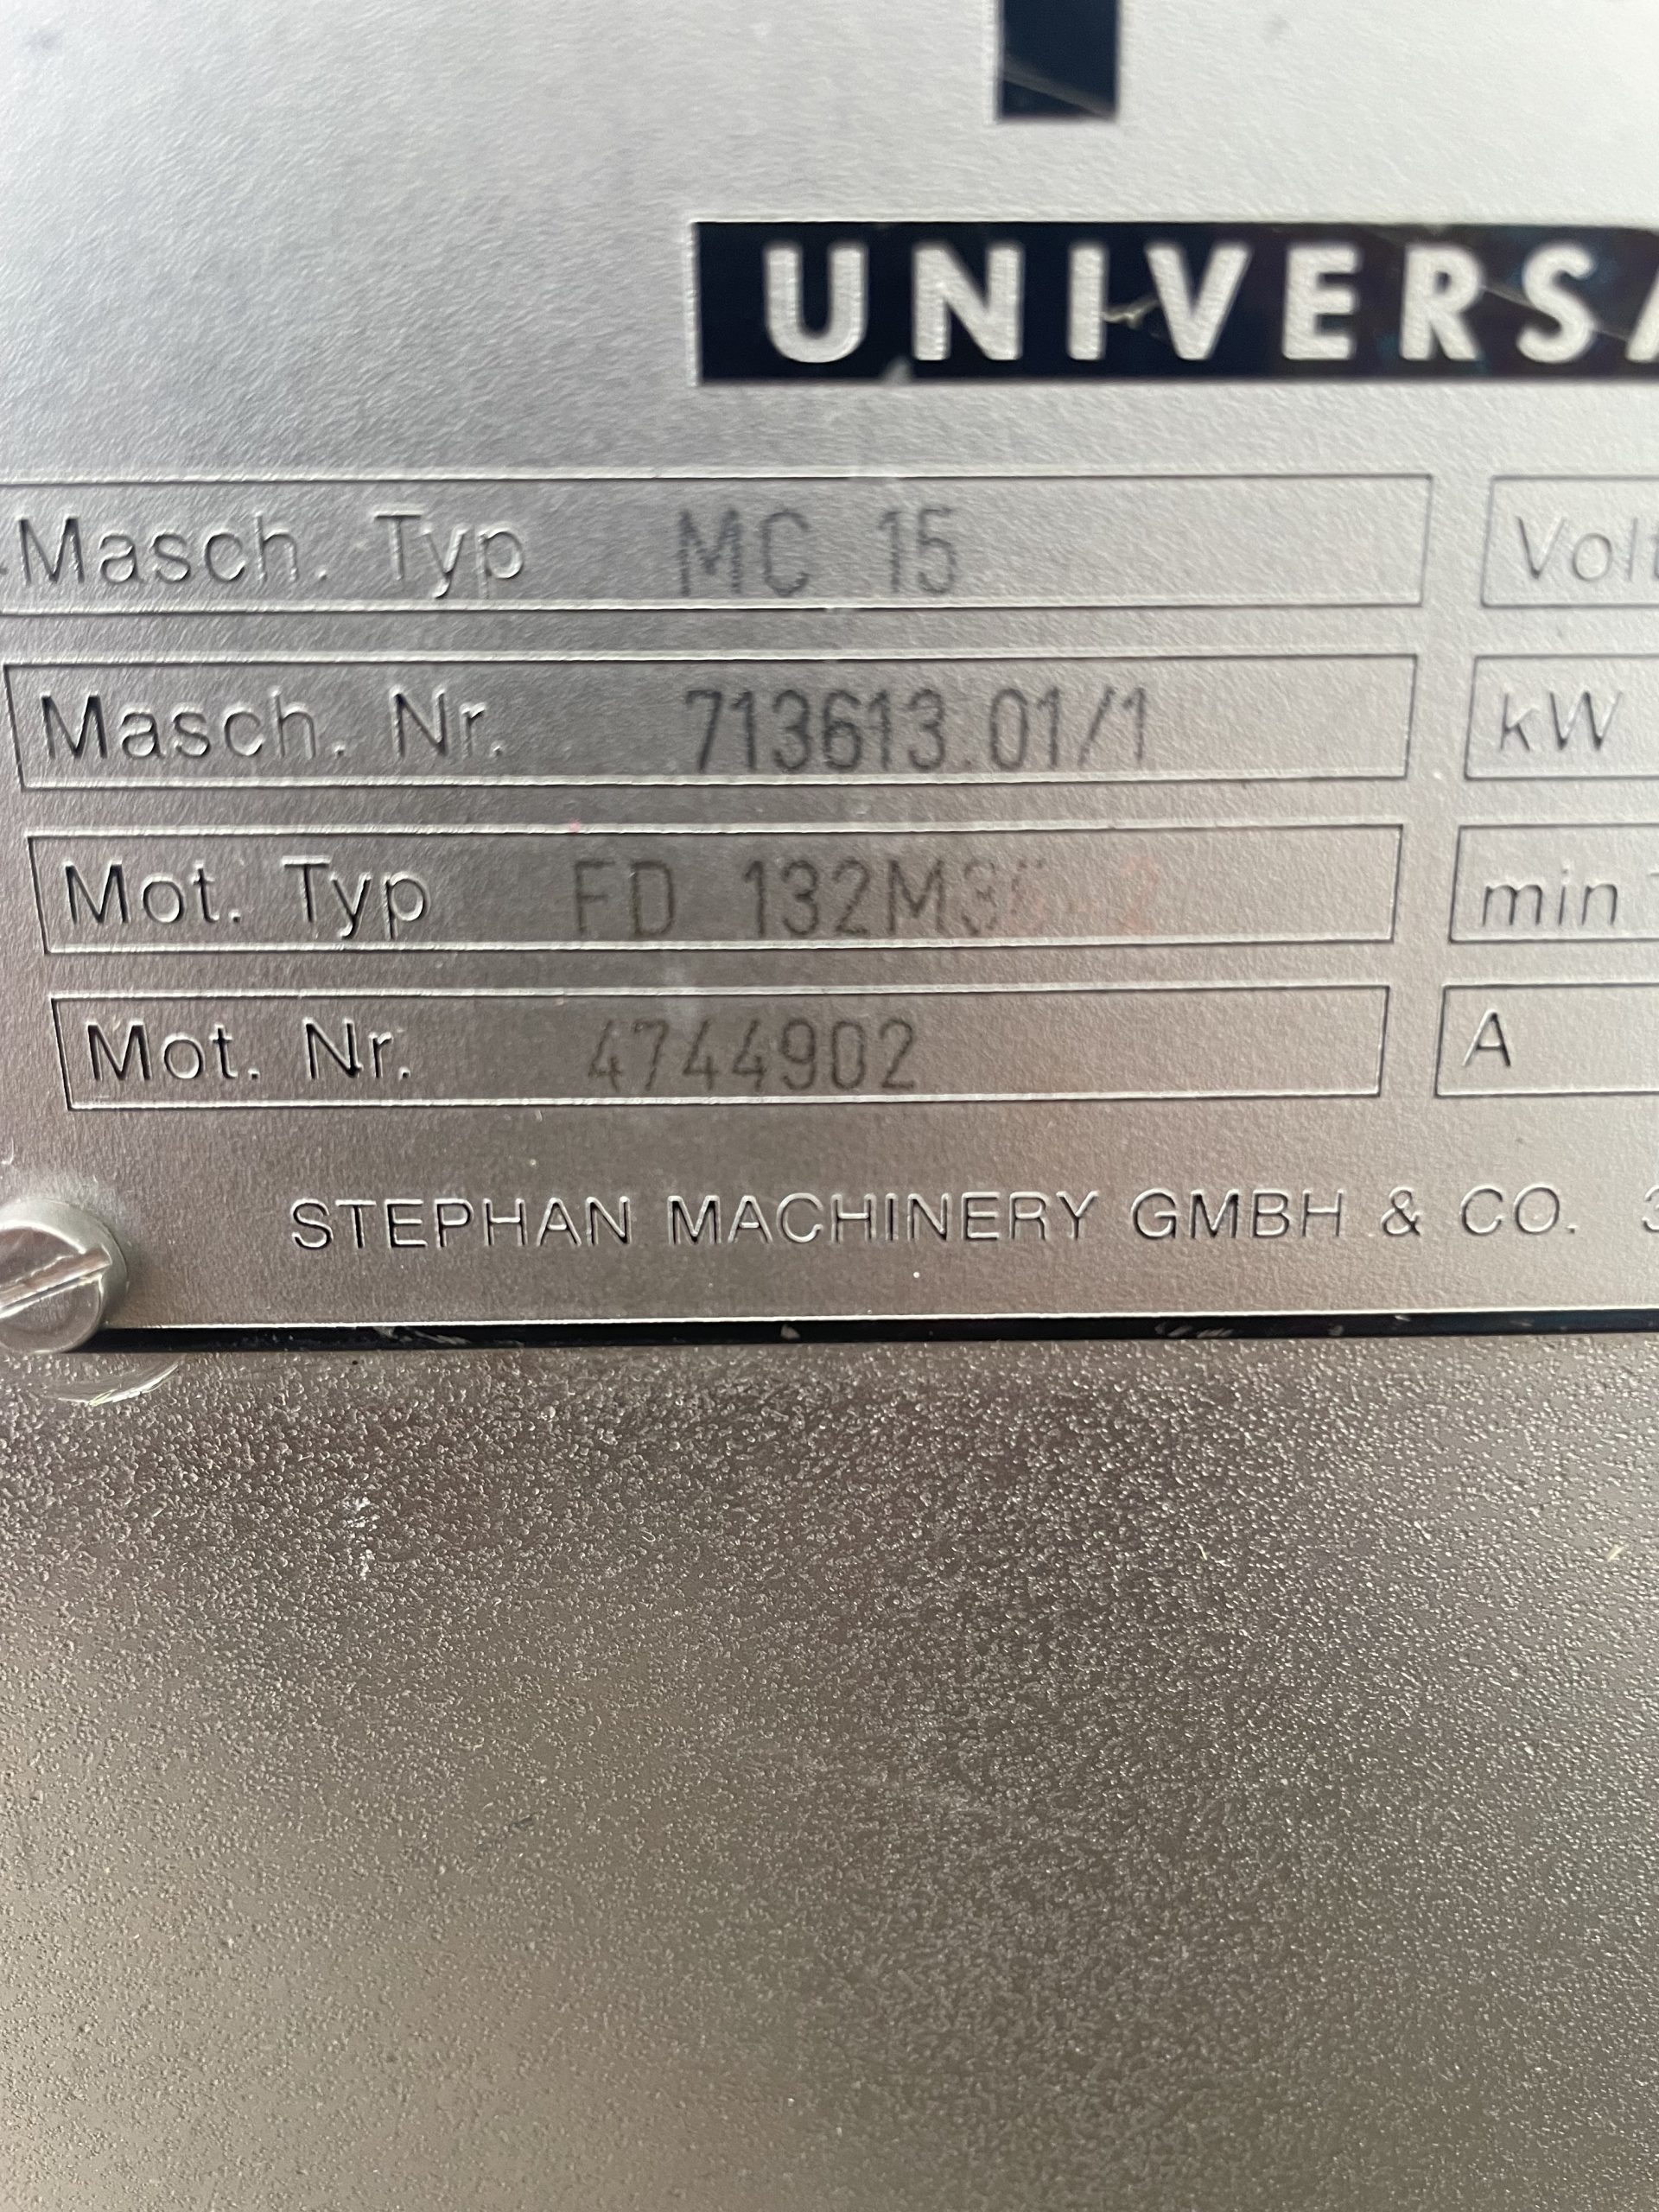 UNIVERSA
Masch. Typ MC 15 Volt
Masch. Nr. 713613.01/1 kW
Mot. Typ FD min
Mot. Nr. 4744902 A
STEPHAN MACHINERY GMBH & CO.